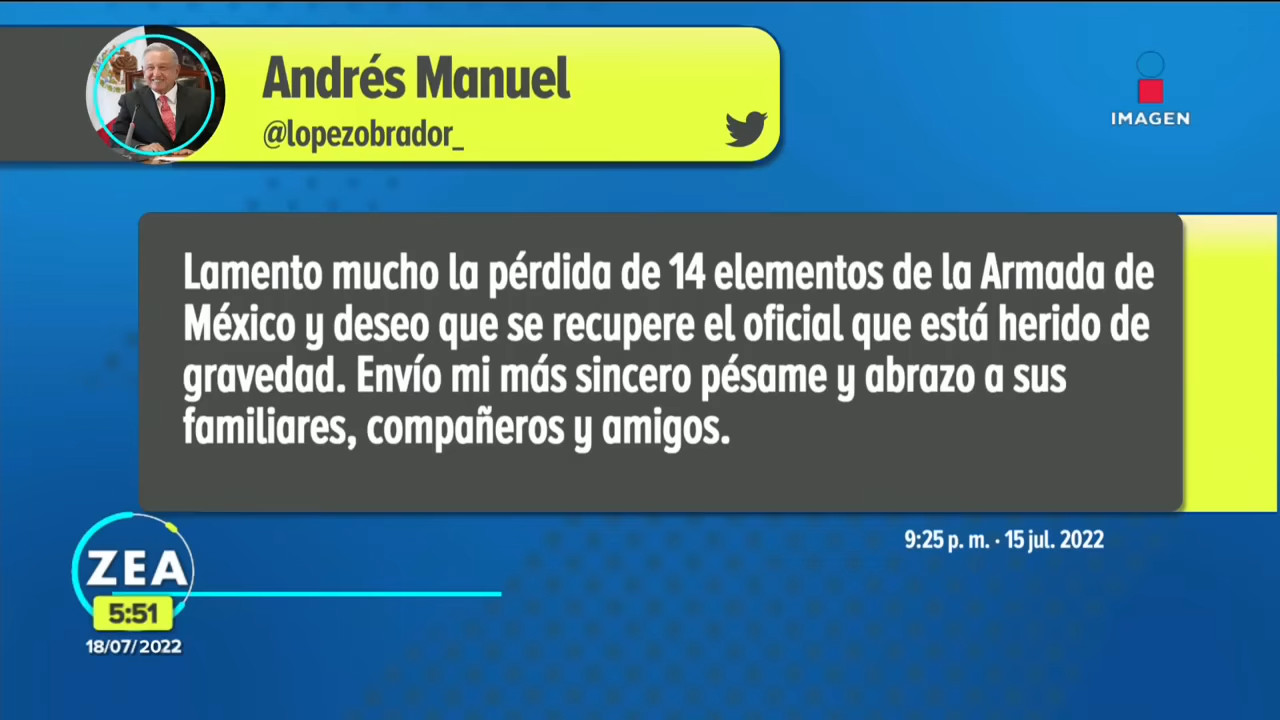 Andrés Manuel
@lopezobrador_
IMAGEN
Lamento mucho la pérdida de 14 elementos de la Armada de
México y deseo que se recupere el oficial que está herido de
gravedad. Envío mi más sincero pésame y abrazo a sus
familiares, compañeros y amigos.
9:25 p. m. · 15 jul. 2022
ZEA
5:51
18/07/2022